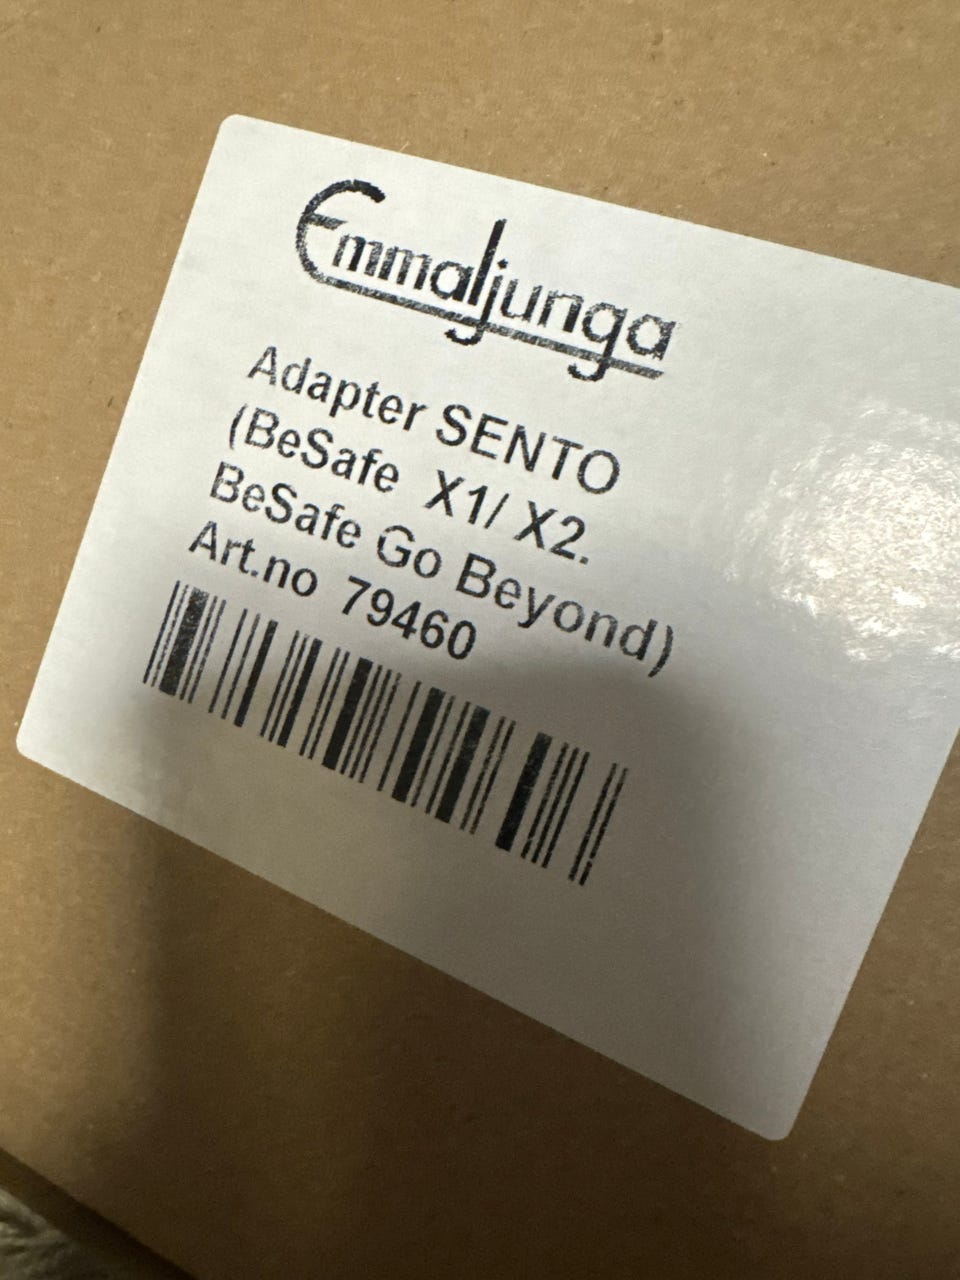 Emmaljunga
Adapter SENTO
(BeSafe X1/ X2.
BeSafe Go Beyond)
Art.no 79460